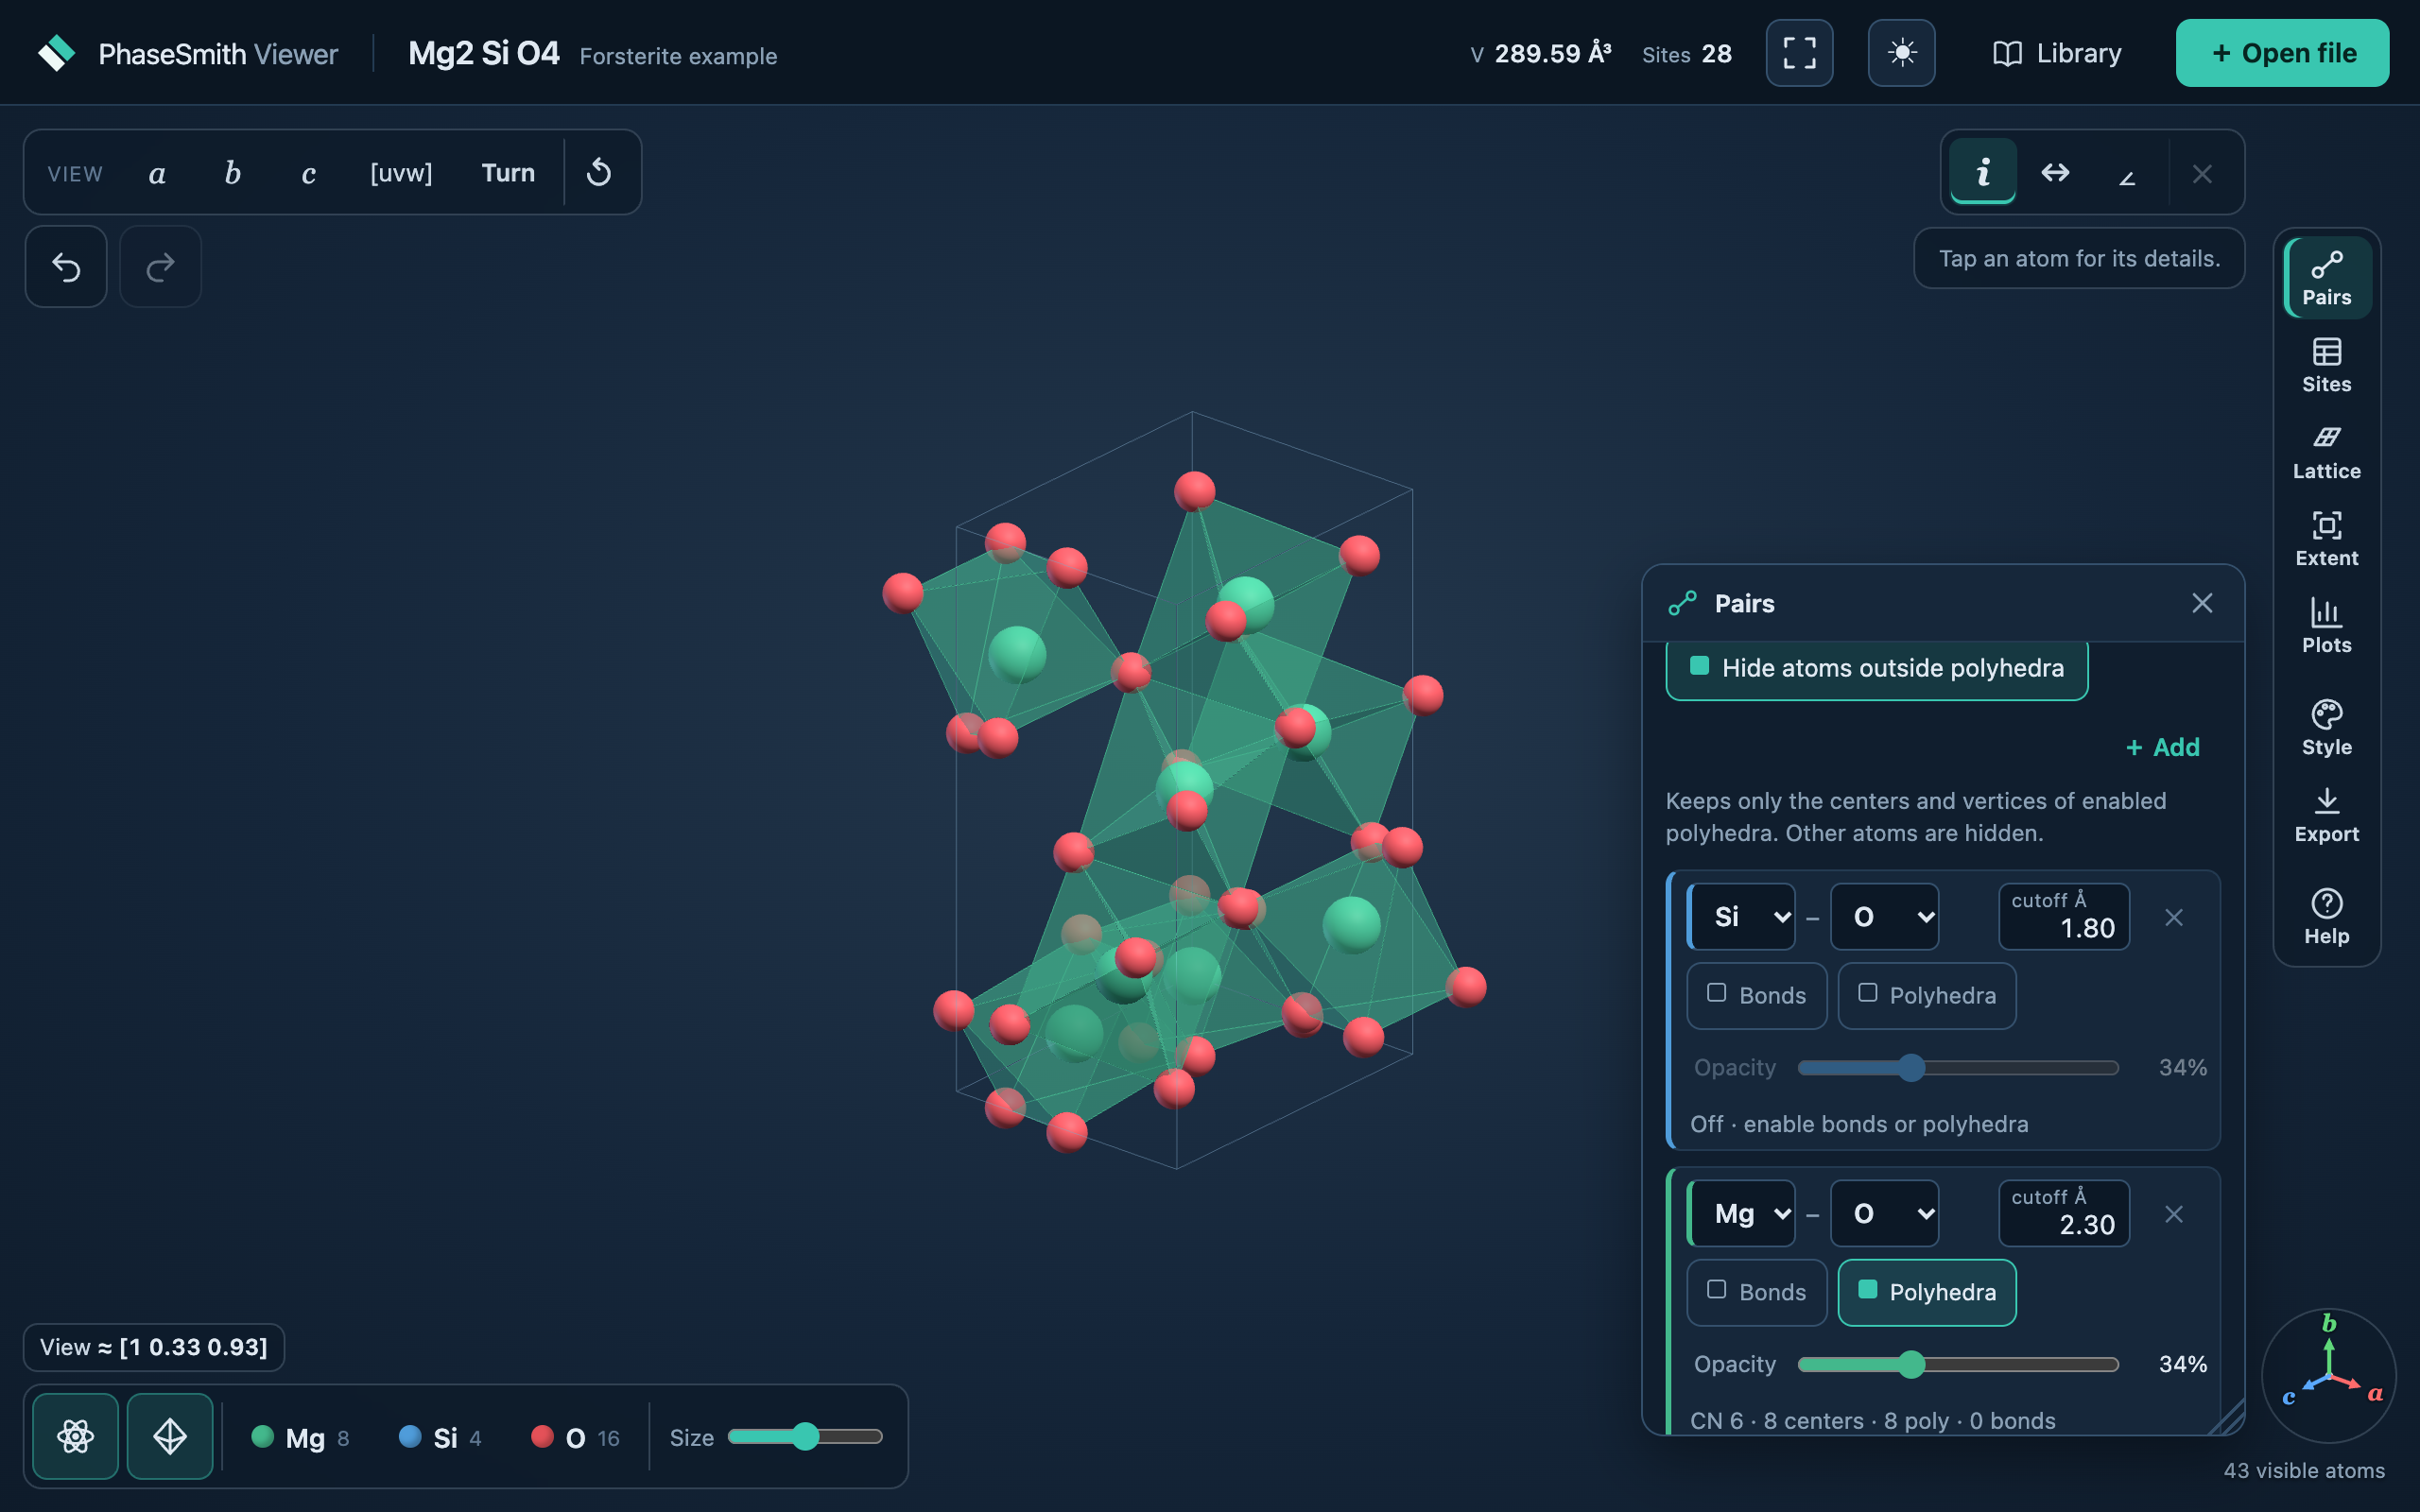 PhaseSmith Viewer
Mg2 Si O4 Forsterite example
V 289.59 Å³ Sites 28
Library
+ Open file
VIEW a b c [uvw] Turn
i
Tap an atom for its details.
Pairs
Sites
Lattice
Extent
Plots
Style
Export
Help
Pairs
Hide atoms outside polyhedra
+ Add
Keeps only the centers and vertices of enabled
polyhedra. Other atoms are hidden.
Si – O cutoff Å 1.80
Bonds Polyhedra
Opacity 34%
Off · enable bonds or polyhedra
Mg – O cutoff Å 2.30
Bonds Polyhedra
Opacity 34%
CN 6 · 8 centers · 8 poly · 0 bonds
View ≈ [1 0.33 0.93]
Mg 8 Si 4 O 16 Size
b
c a
43 visible atoms